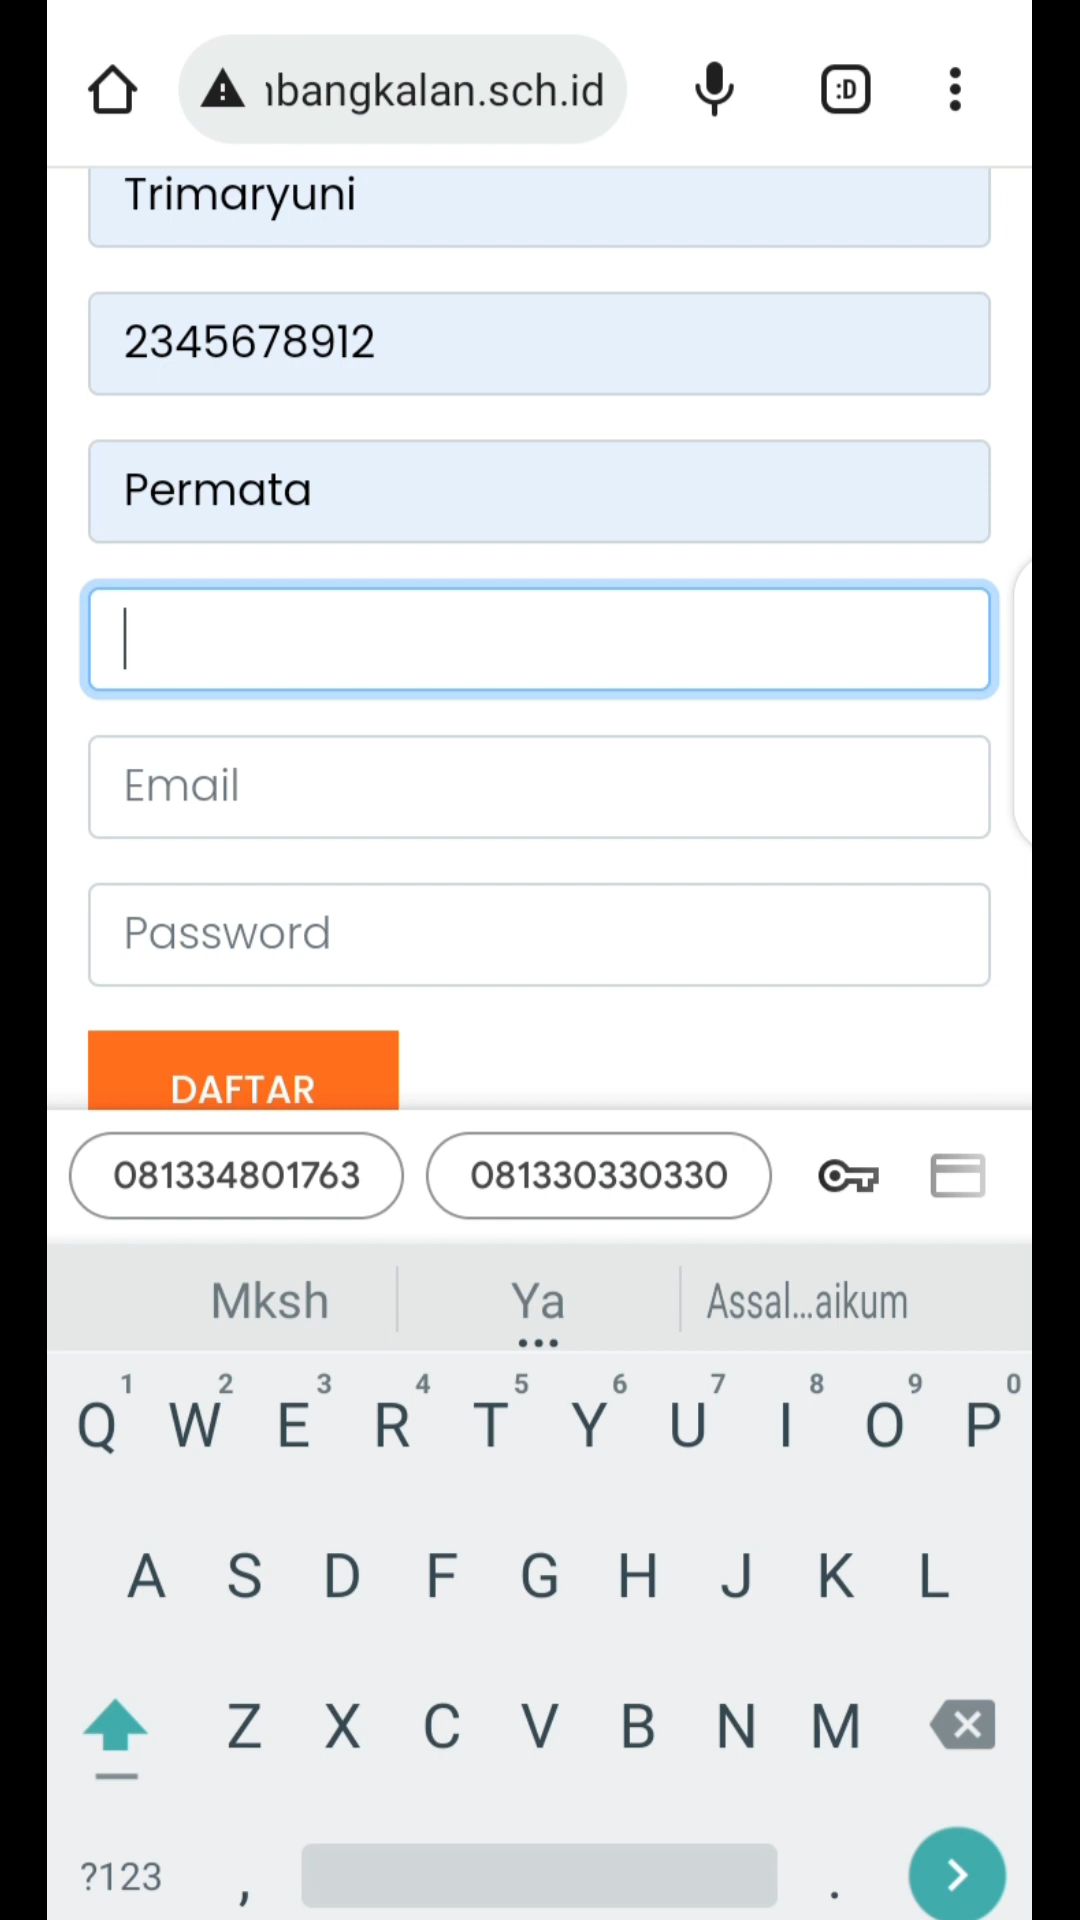 bangkalan.sch.id
:D
Trimaryuni
2345678912
Permata
Email
Password
DAFTAR
081334801763 081330330330
Mksh Ya Assal...aikum
1 2 3 4 5 6 7 8 9 0
Q W E R T Y U I O P
A S D F G H J K L
Z X C V B N M
?123 , .